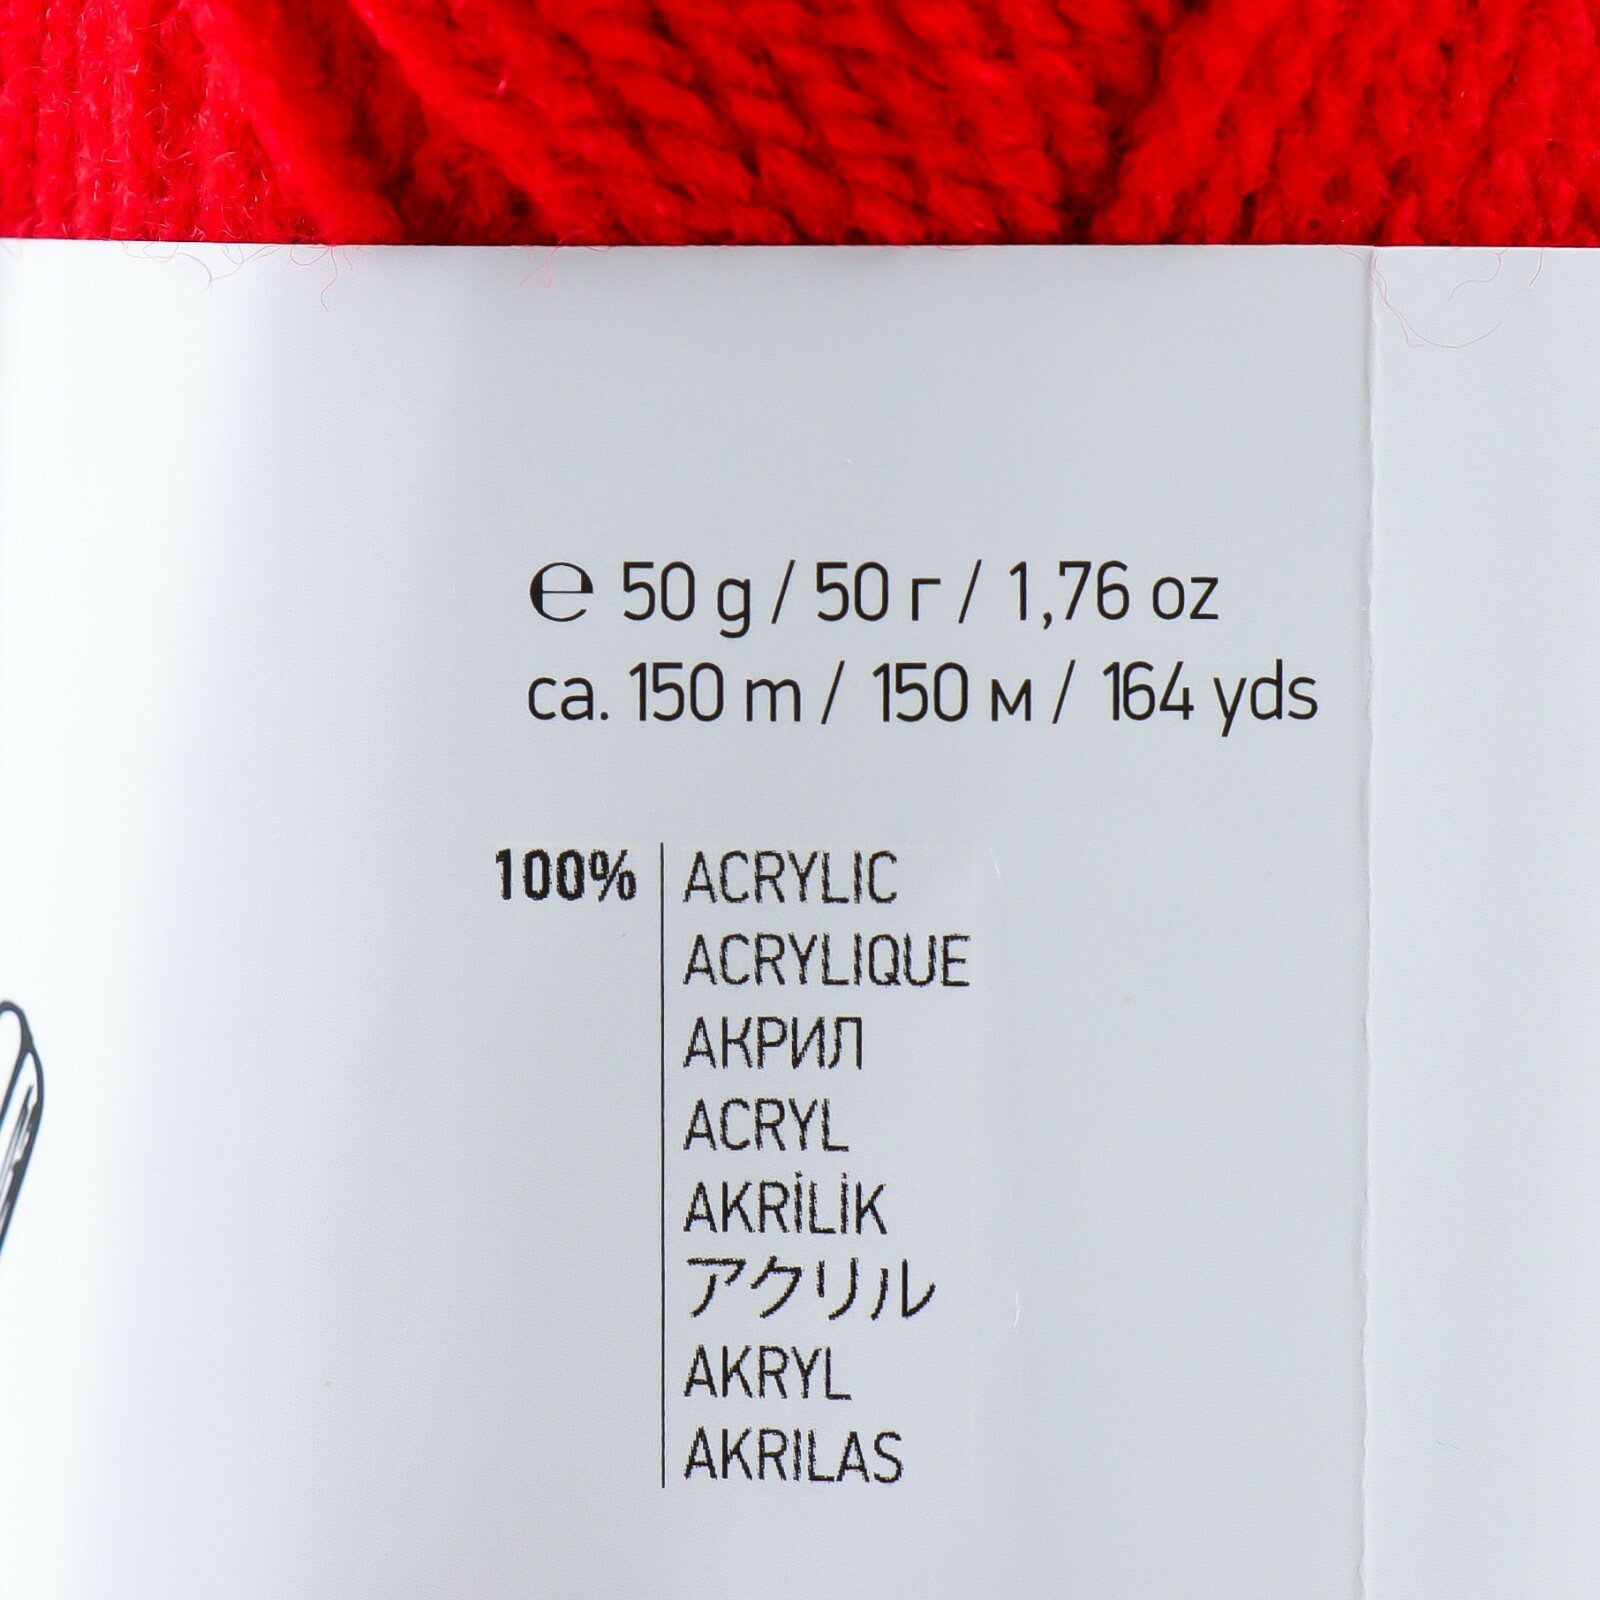 ℮ 50 g / 50 г / 1,76 oz
ca. 150 m / 150 м / 164 yds
100% ACRYLIC
ACRYLIQUE
АКРИЛ
ACRYL
AKRİLİK
アクリル
AKRYL
AKRILAS